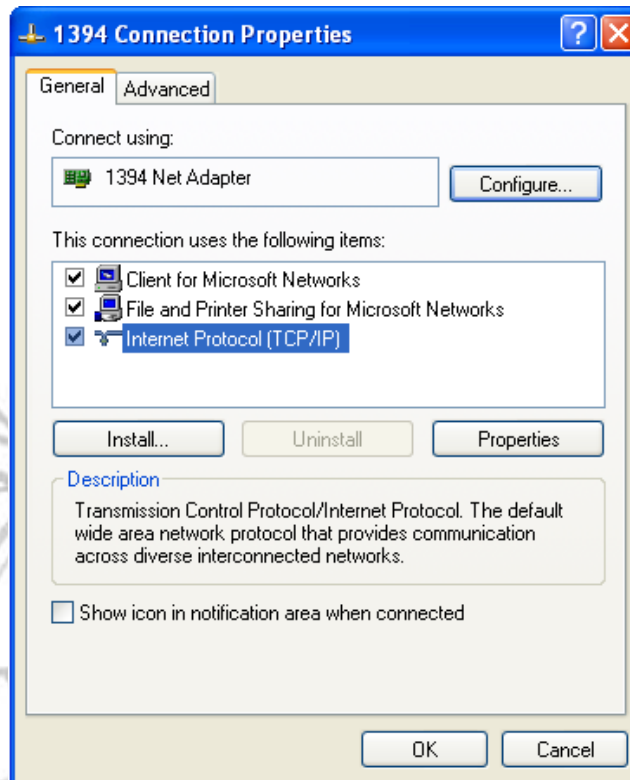 1394 Connection Properties
General
Advanced
Connect using:
1394 Net Adapter
Configure...
This connection uses the following items:
Client for Microsoft Networks
File and Printer Sharing for Microsoft Networks
Internet Protocol (TCP/IP)
Install...
Uninstall
Properties
Description
Transmission Control Protocol/Internet Protocol. The default
wide area network protocol that provides communication
across diverse interconnected networks.
Show icon in notification area when connected
OK
Cancel